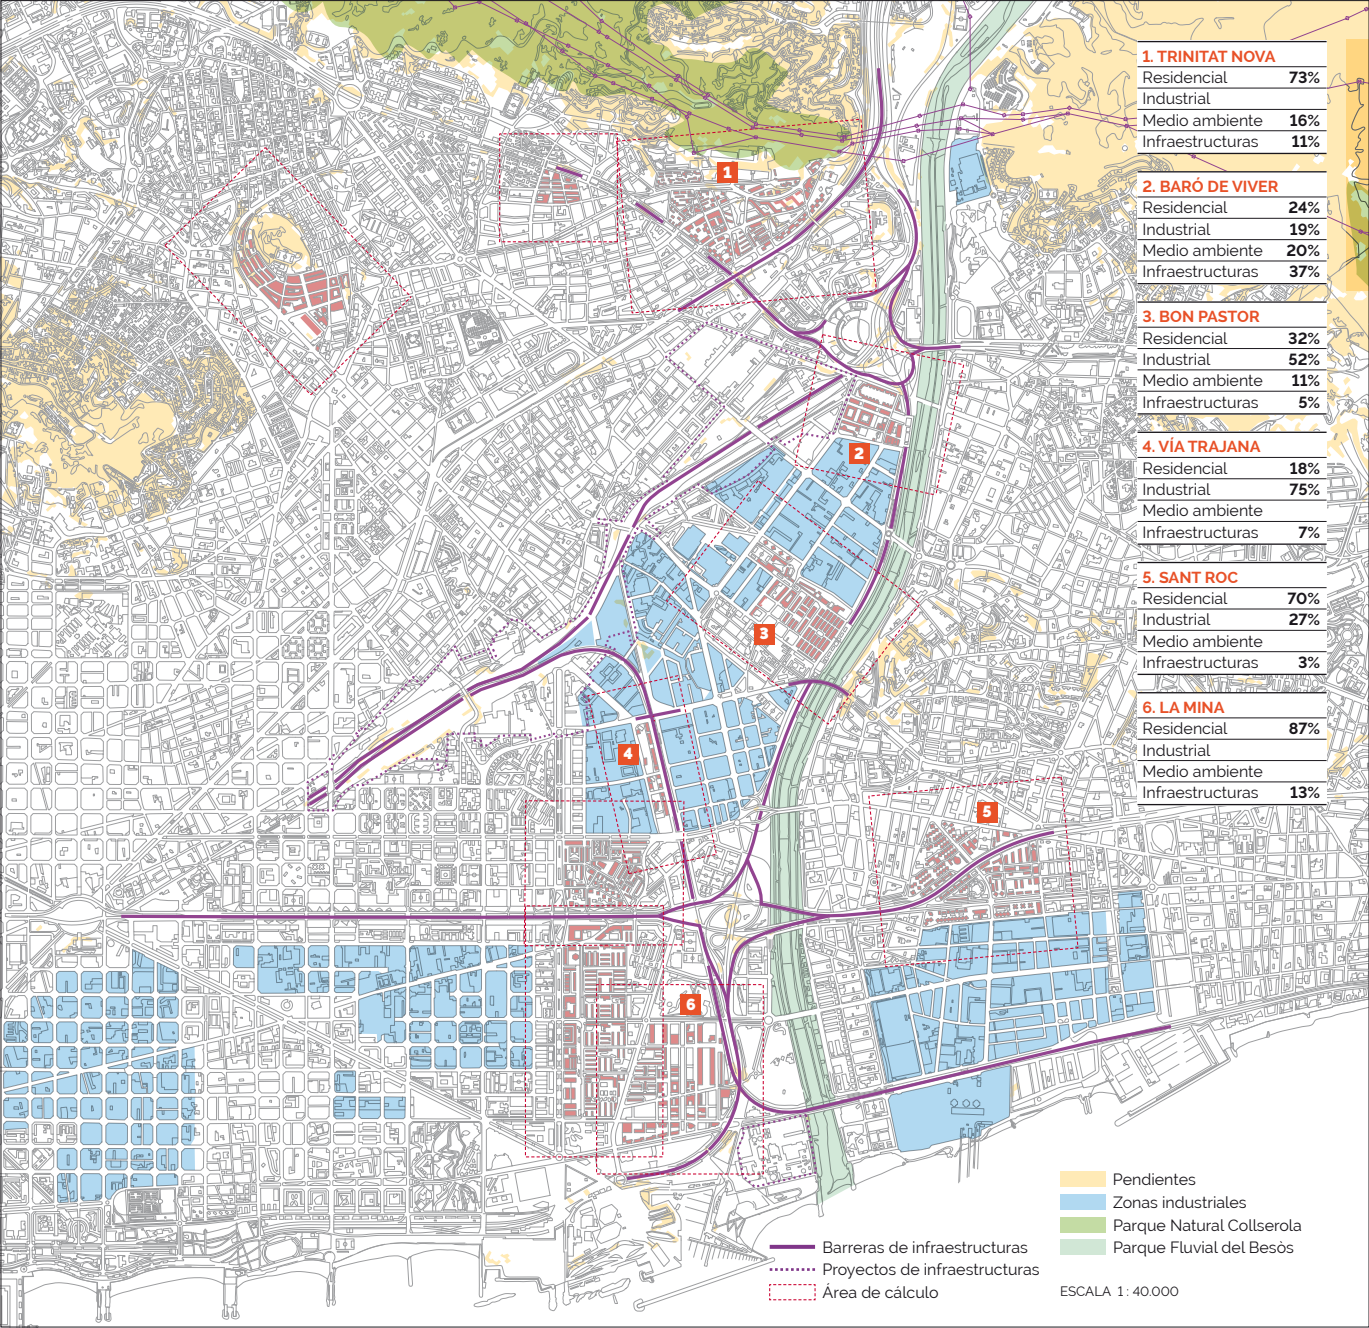 1. TRINITAT NOVA
Residencial 73%
Industrial
Medio ambiente 16%
Infraestructuras 11%
2. BARÓ DE VIVER
Residencial 24%
Industrial 19%
Medio ambiente 20%
Infraestructuras 37%
3. BON PASTOR
Residencial 32%
Industrial 52%
Medio ambiente 11%
Infraestructuras 5%
4. VÍA TRAJANA
Residencial 18%
Industrial 75%
Medio ambiente
Infraestructuras 7%
5. SANT ROC
Residencial 70%
Industrial 27%
Medio ambiente
Infraestructuras 3%
6. LA MINA
Residencial 87%
Industrial
Medio ambiente
Infraestructuras 13%
1
2
3
4
5
6
Barreras de infraestructuras
Proyectos de infraestructuras
Área de cálculo
Pendientes
Zonas industriales
Parque Natural Collserola
Parque Fluvial del Besòs
ESCALA 1 : 40.000